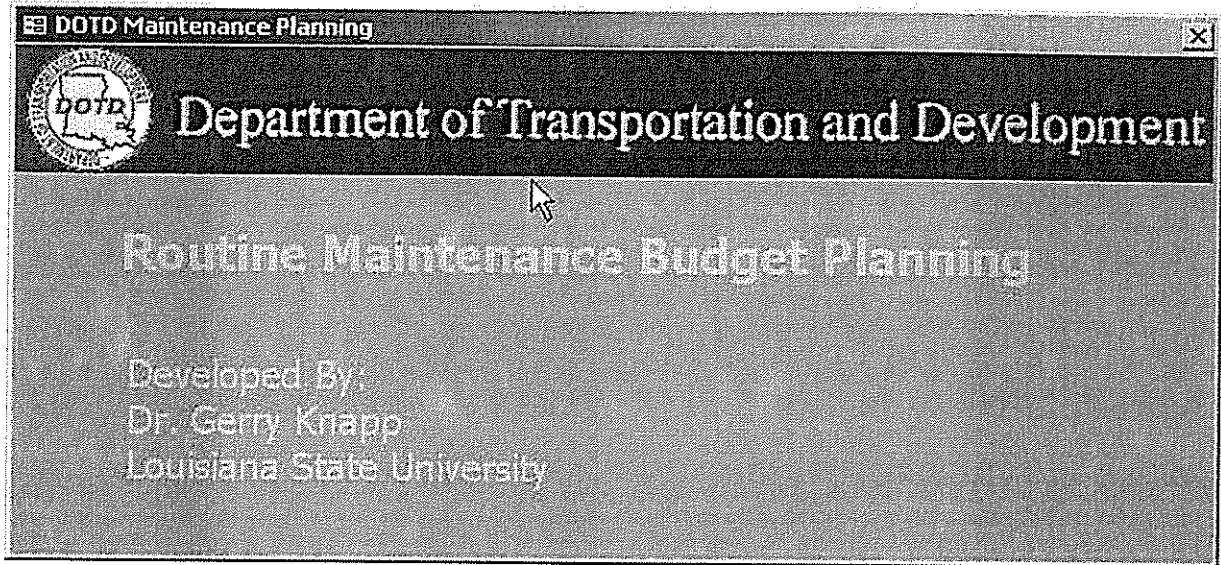 DOTD Maintenance Planning
DOTD
Department of Transportation and Development
Routine Maintenance Budget Planning
Developed By:
Dr. Gerry Knapp
Louisiana State University